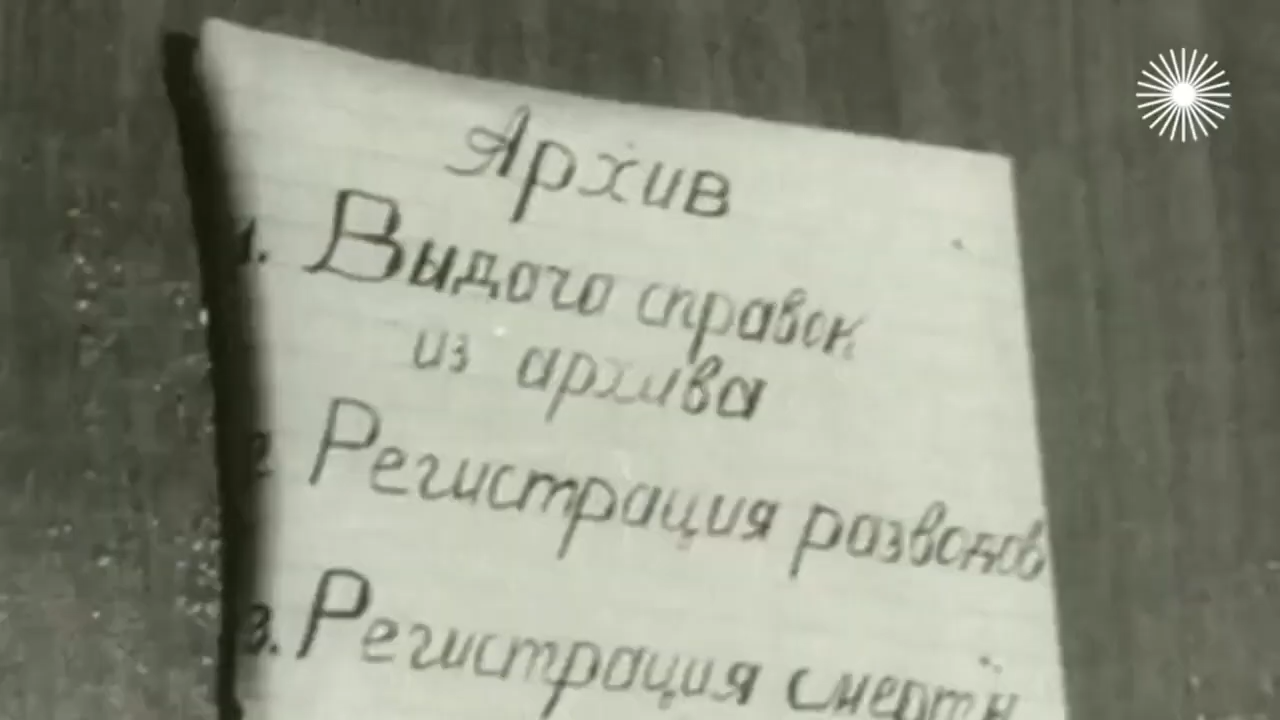 Архив
1. Выдача справок
из архива
2. Регистрация разводов
3. Регистрация смерти